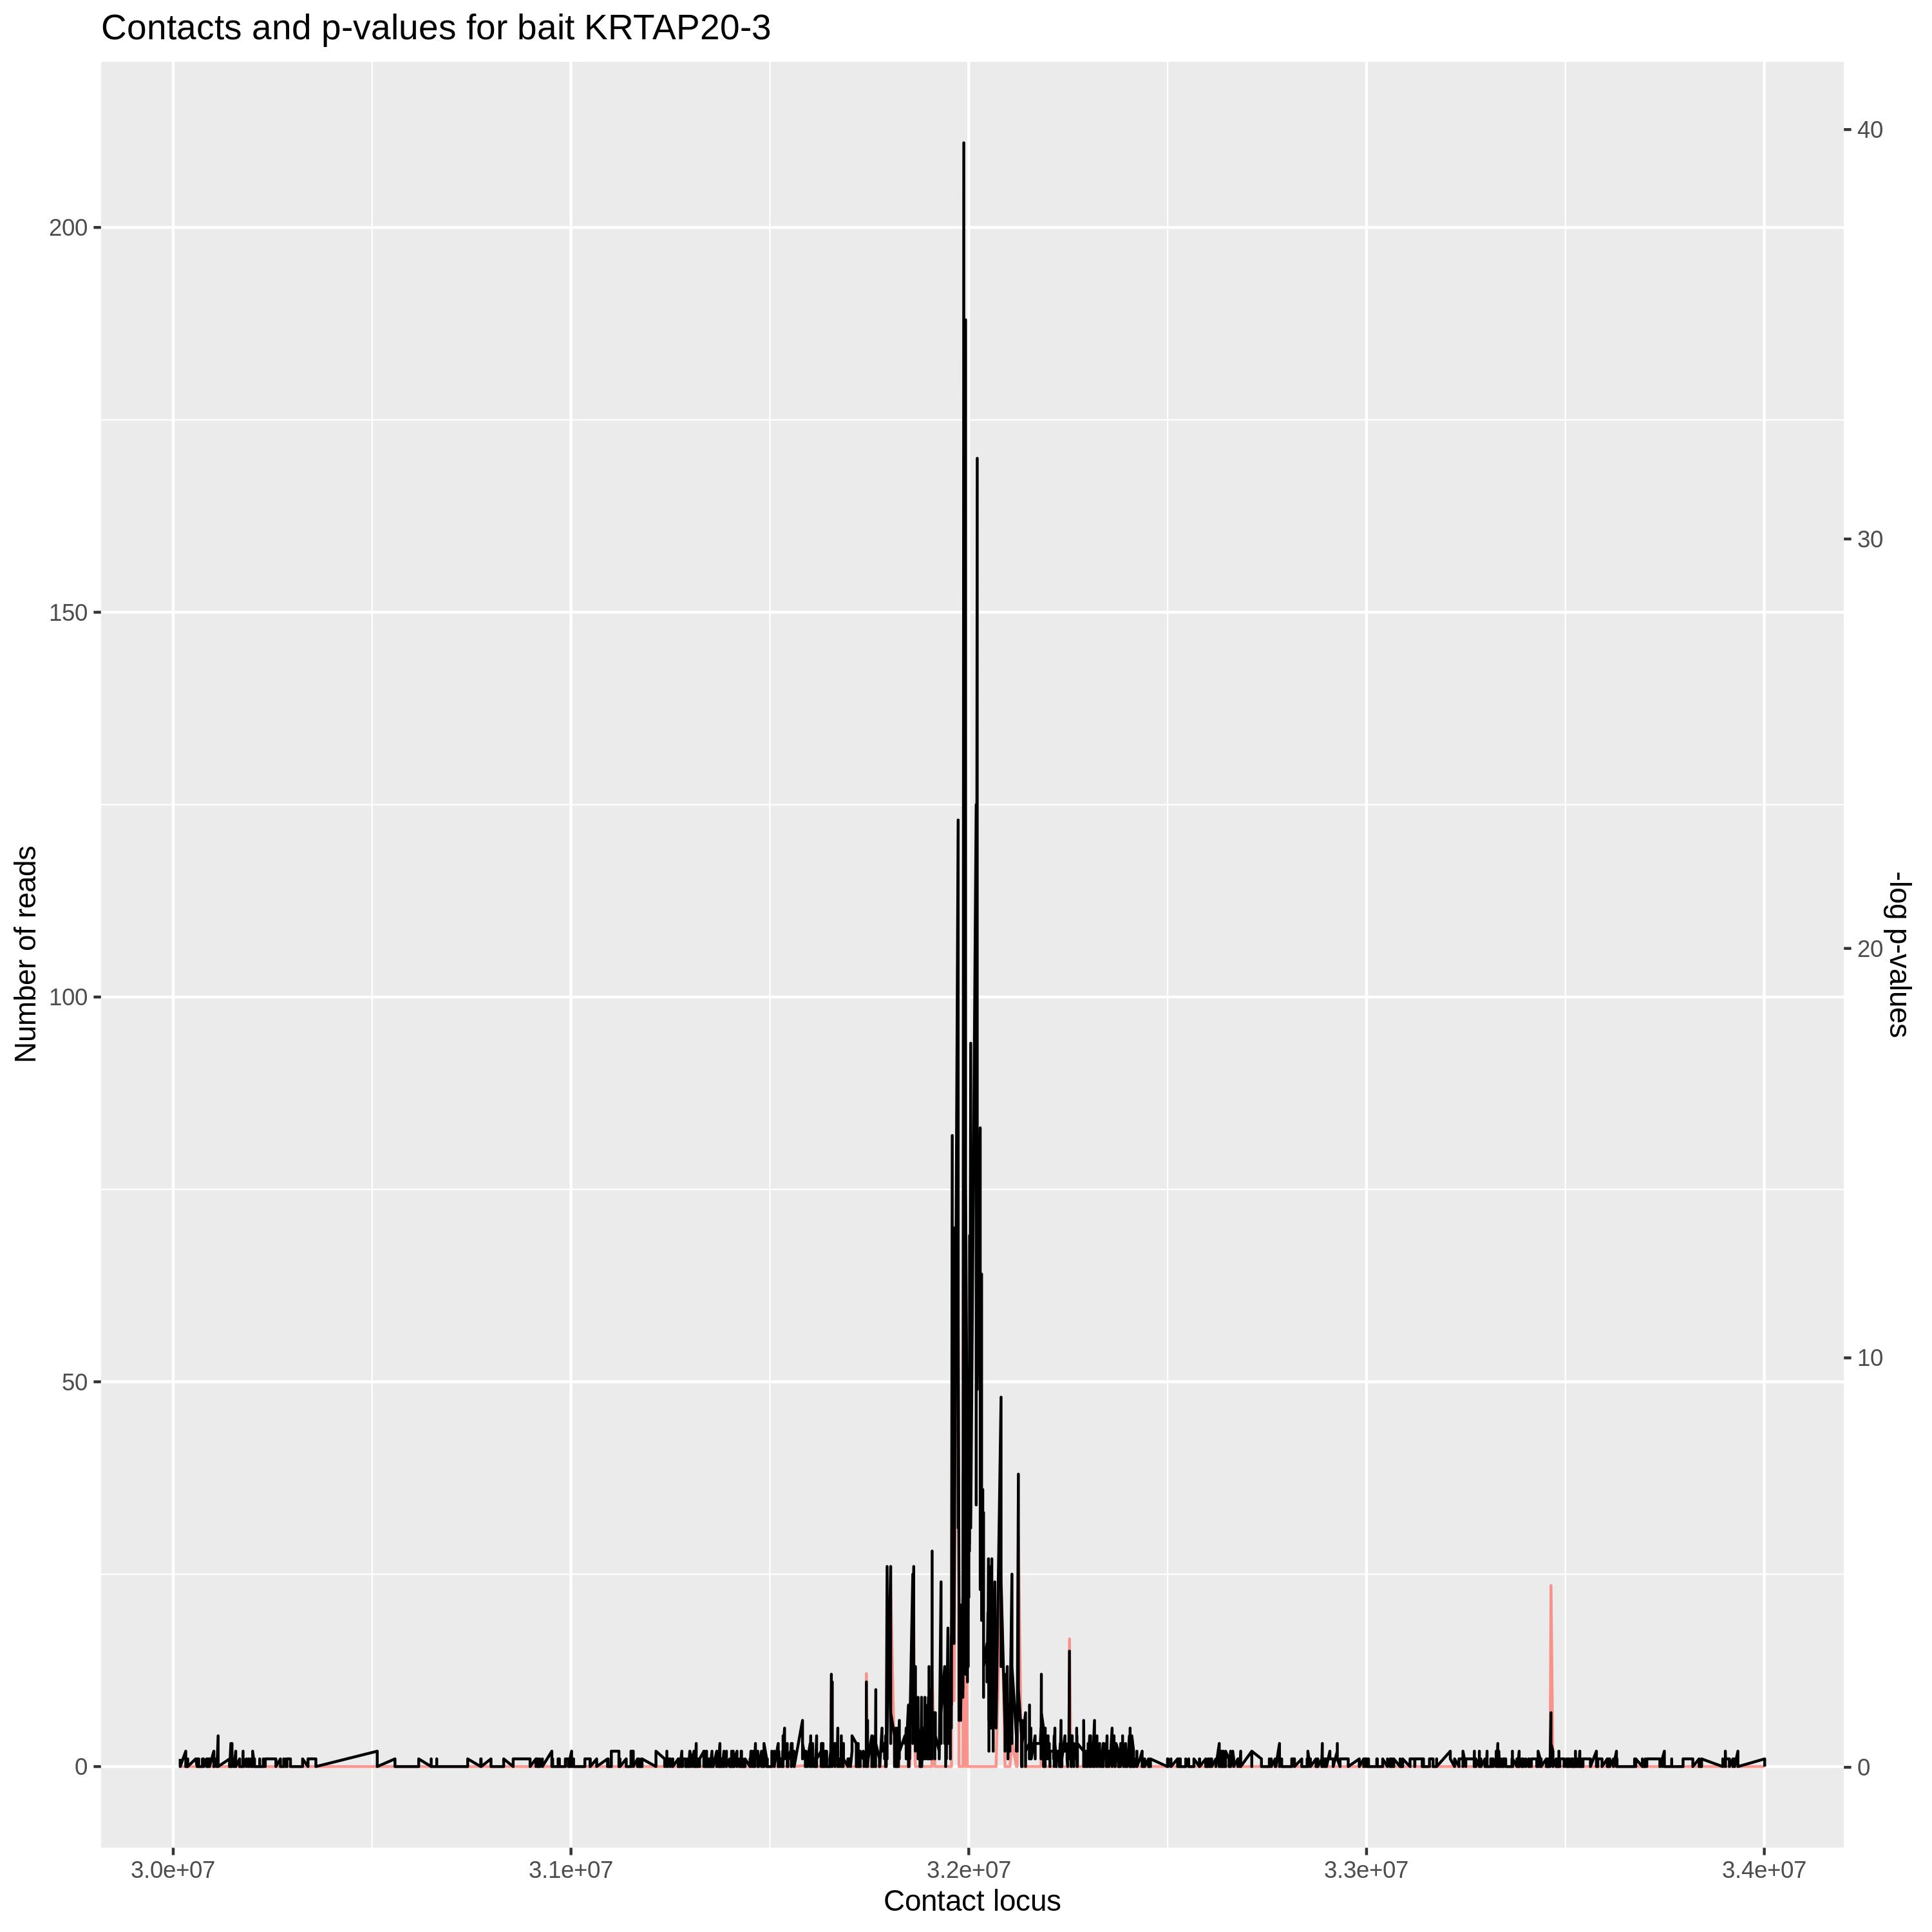 Contacts and p-values for bait KRTAP20-3
Number of reads
200
150
100
50
0
40
30
20
10
0
-log p-values
3.0e+07
3.1e+07
3.2e+07
3.3e+07
3.4e+07
Contact locus